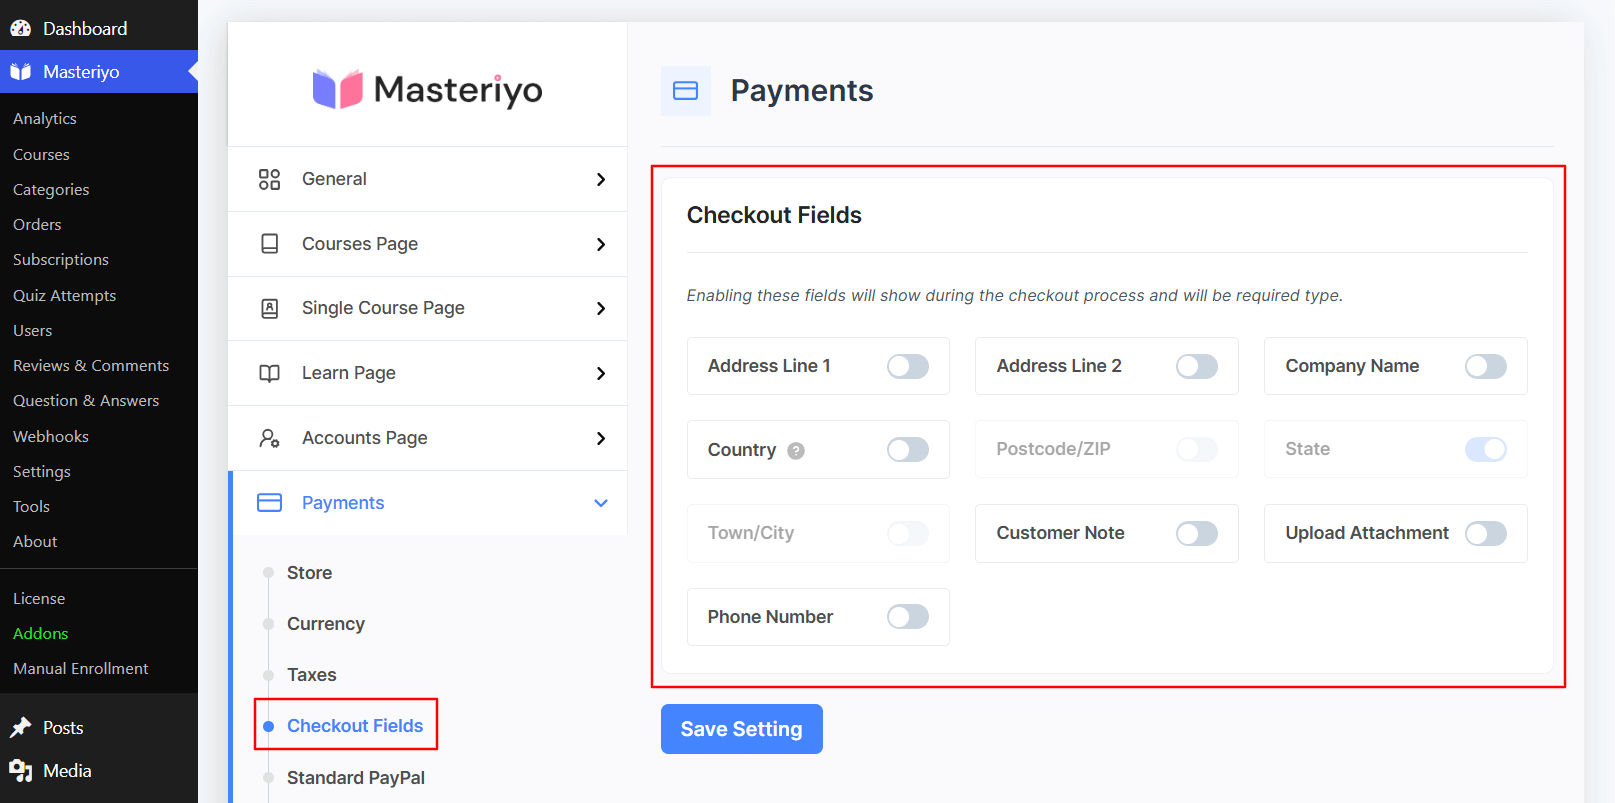 Dashboard
Masteriyo
Analytics
Courses
Categories
Orders
Subscriptions
Quiz Attempts
Users
Reviews & Comments
Question & Answers
Webhooks
Settings
Tools
About
License
Addons
Manual Enrollment
Posts
Media
Masteriyo
General
Courses Page
Single Course Page
Learn Page
Accounts Page
Payments
Store
Currency
Taxes
Checkout Fields
Standard PayPal
Payments
Checkout Fields
Enabling these fields will show during the checkout process and will be required type.
Address Line 1
Address Line 2
Company Name
Country ?
Postcode/ZIP
State
Town/City
Customer Note
Upload Attachment
Phone Number
Save Setting